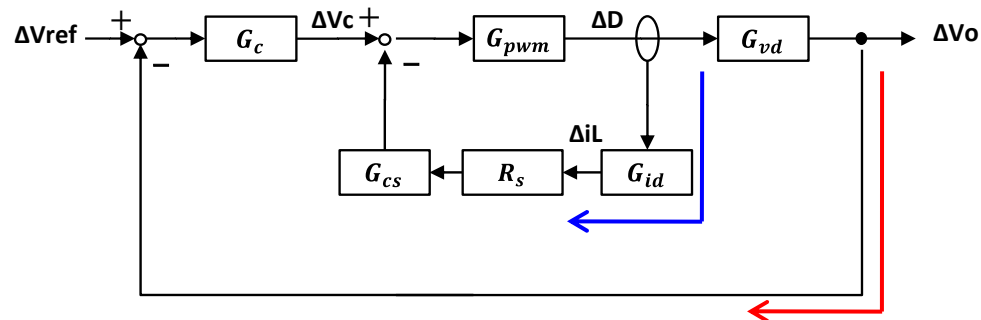 ΔVref + − G_c ΔVc + − G_pwm ΔD G_vd ΔVo
G_cs R_s ΔiL G_id